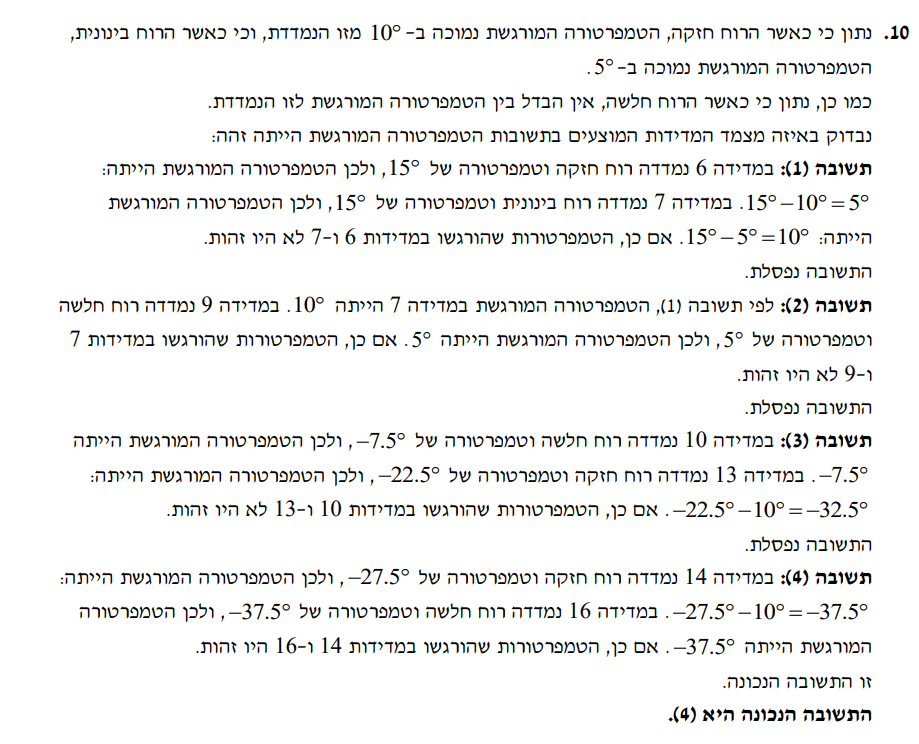 10. נתון כי כאשר הרוח חזקה, הטמפרטורה המורגשת נמוכה ב- 10° מזו הנמדדת, וכי כאשר הרוח בינונית,
הטמפרטורה המורגשת נמוכה ב- 5°.
כמו כן, נתון כי כאשר הרוח חלשה, אין הבדל בין הטמפרטורה המורגשת לזו הנמדדת.
נבדוק באיזה מצמד המדידות המוצעים בתשובות הטמפרטורה המורגשת הייתה זהה:
תשובה (1): במדידה 6 נמדדה רוח חזקה וטמפרטורה של 15°, ולכן הטמפרטורה המורגשת הייתה:
15°−10°=5°. במדידה 7 נמדדה רוח בינונית וטמפרטורה של 15°, ולכן הטמפרטורה המורגשת
הייתה: 15°−5°=10°. אם כן, הטמפרטורות שהורגשו במדידות 6 ו-7 לא היו זהות.
התשובה נפסלת.
תשובה (2): לפי תשובה (1), הטמפרטורה המורגשת במדידה 7 הייתה 10°. במדידה 9 נמדדה רוח חלשה
וטמפרטורה של 5°, ולכן הטמפרטורה המורגשת הייתה 5°. אם כן, הטמפרטורות שהורגשו במדידות 7
ו-9 לא היו זהות.
התשובה נפסלת.
תשובה (3): במדידה 10 נמדדה רוח חלשה וטמפרטורה של −7.5°, ולכן הטמפרטורה המורגשת הייתה
−7.5°. במדידה 13 נמדדה רוח חזקה וטמפרטורה של −22.5°, ולכן הטמפרטורה המורגשת הייתה:
−22.5°−10°=−32.5°. אם כן, הטמפרטורות שהורגשו במדידות 10 ו-13 לא היו זהות.
התשובה נפסלת.
תשובה (4): במדידה 14 נמדדה רוח חזקה וטמפרטורה של −27.5°, ולכן הטמפרטורה המורגשת הייתה:
−27.5°−10°=−37.5°. במדידה 16 נמדדה רוח חלשה וטמפרטורה של −37.5°, ולכן הטמפרטורה
המורגשת הייתה −37.5°. אם כן, הטמפרטורות שהורגשו במדידות 14 ו-16 היו זהות.
זו התשובה הנכונה.
התשובה הנכונה היא (4).